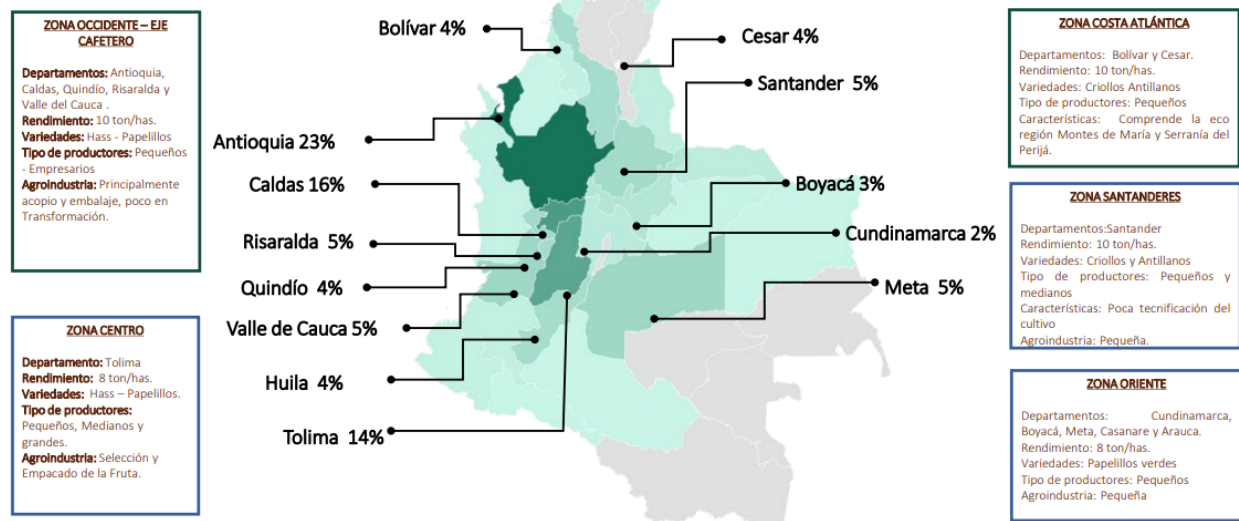 ZONA OCCIDENTE – EJE
CAFETERO
Departamentos: Antioquia,
Caldas, Quindío, Risaralda y
Valle del Cauca .
Rendimiento: 10 ton/has.
Variedades: Hass - Papelillos
Tipo de productores: Pequeños
- Empresarios
Agroindustria: Principalmente
acopio y embalaje, poco en
Transformación.
ZONA CENTRO
Departamento: Tolima
Rendimiento: 8 ton/has.
Variedades: Hass – Papelillos.
Tipo de productores:
Pequeños, Medianos y
grandes.
Agroindustria: Selección y
Empacado de la Fruta.
Bolívar 4%
Cesar 4%
Santander 5%
Antioquia 23%
Caldas 16%
Boyacá 3%
Risaralda 5%
Cundinamarca 2%
Quindío 4%
Meta 5%
Valle de Cauca 5%
Huila 4%
Tolima 14%
ZONA COSTA ATLÁNTICA
Departamentos: Bolívar y Cesar.
Rendimiento: 10 ton/has.
Variedades: Criollos Antillanos
Tipo de productores: Pequeños
Características: Comprende la eco
región Montes de María y Serranía del
Perijá.
ZONA SANTANDERES
Departamentos:Santander
Rendimiento: 10 ton/has.
Variedades: Criollos y Antillanos
Tipo de productores: Pequeños y
medianos
Características: Poca tecnificación del
cultivo
Agroindustria: Pequeña.
ZONA ORIENTE
Departamentos: Cundinamarca,
Boyacá, Meta, Casanare y Arauca.
Rendimiento: 8 ton/has.
Variedades: Papelillos verdes
Tipo de productores: Pequeños
Agroindustria: Pequeña